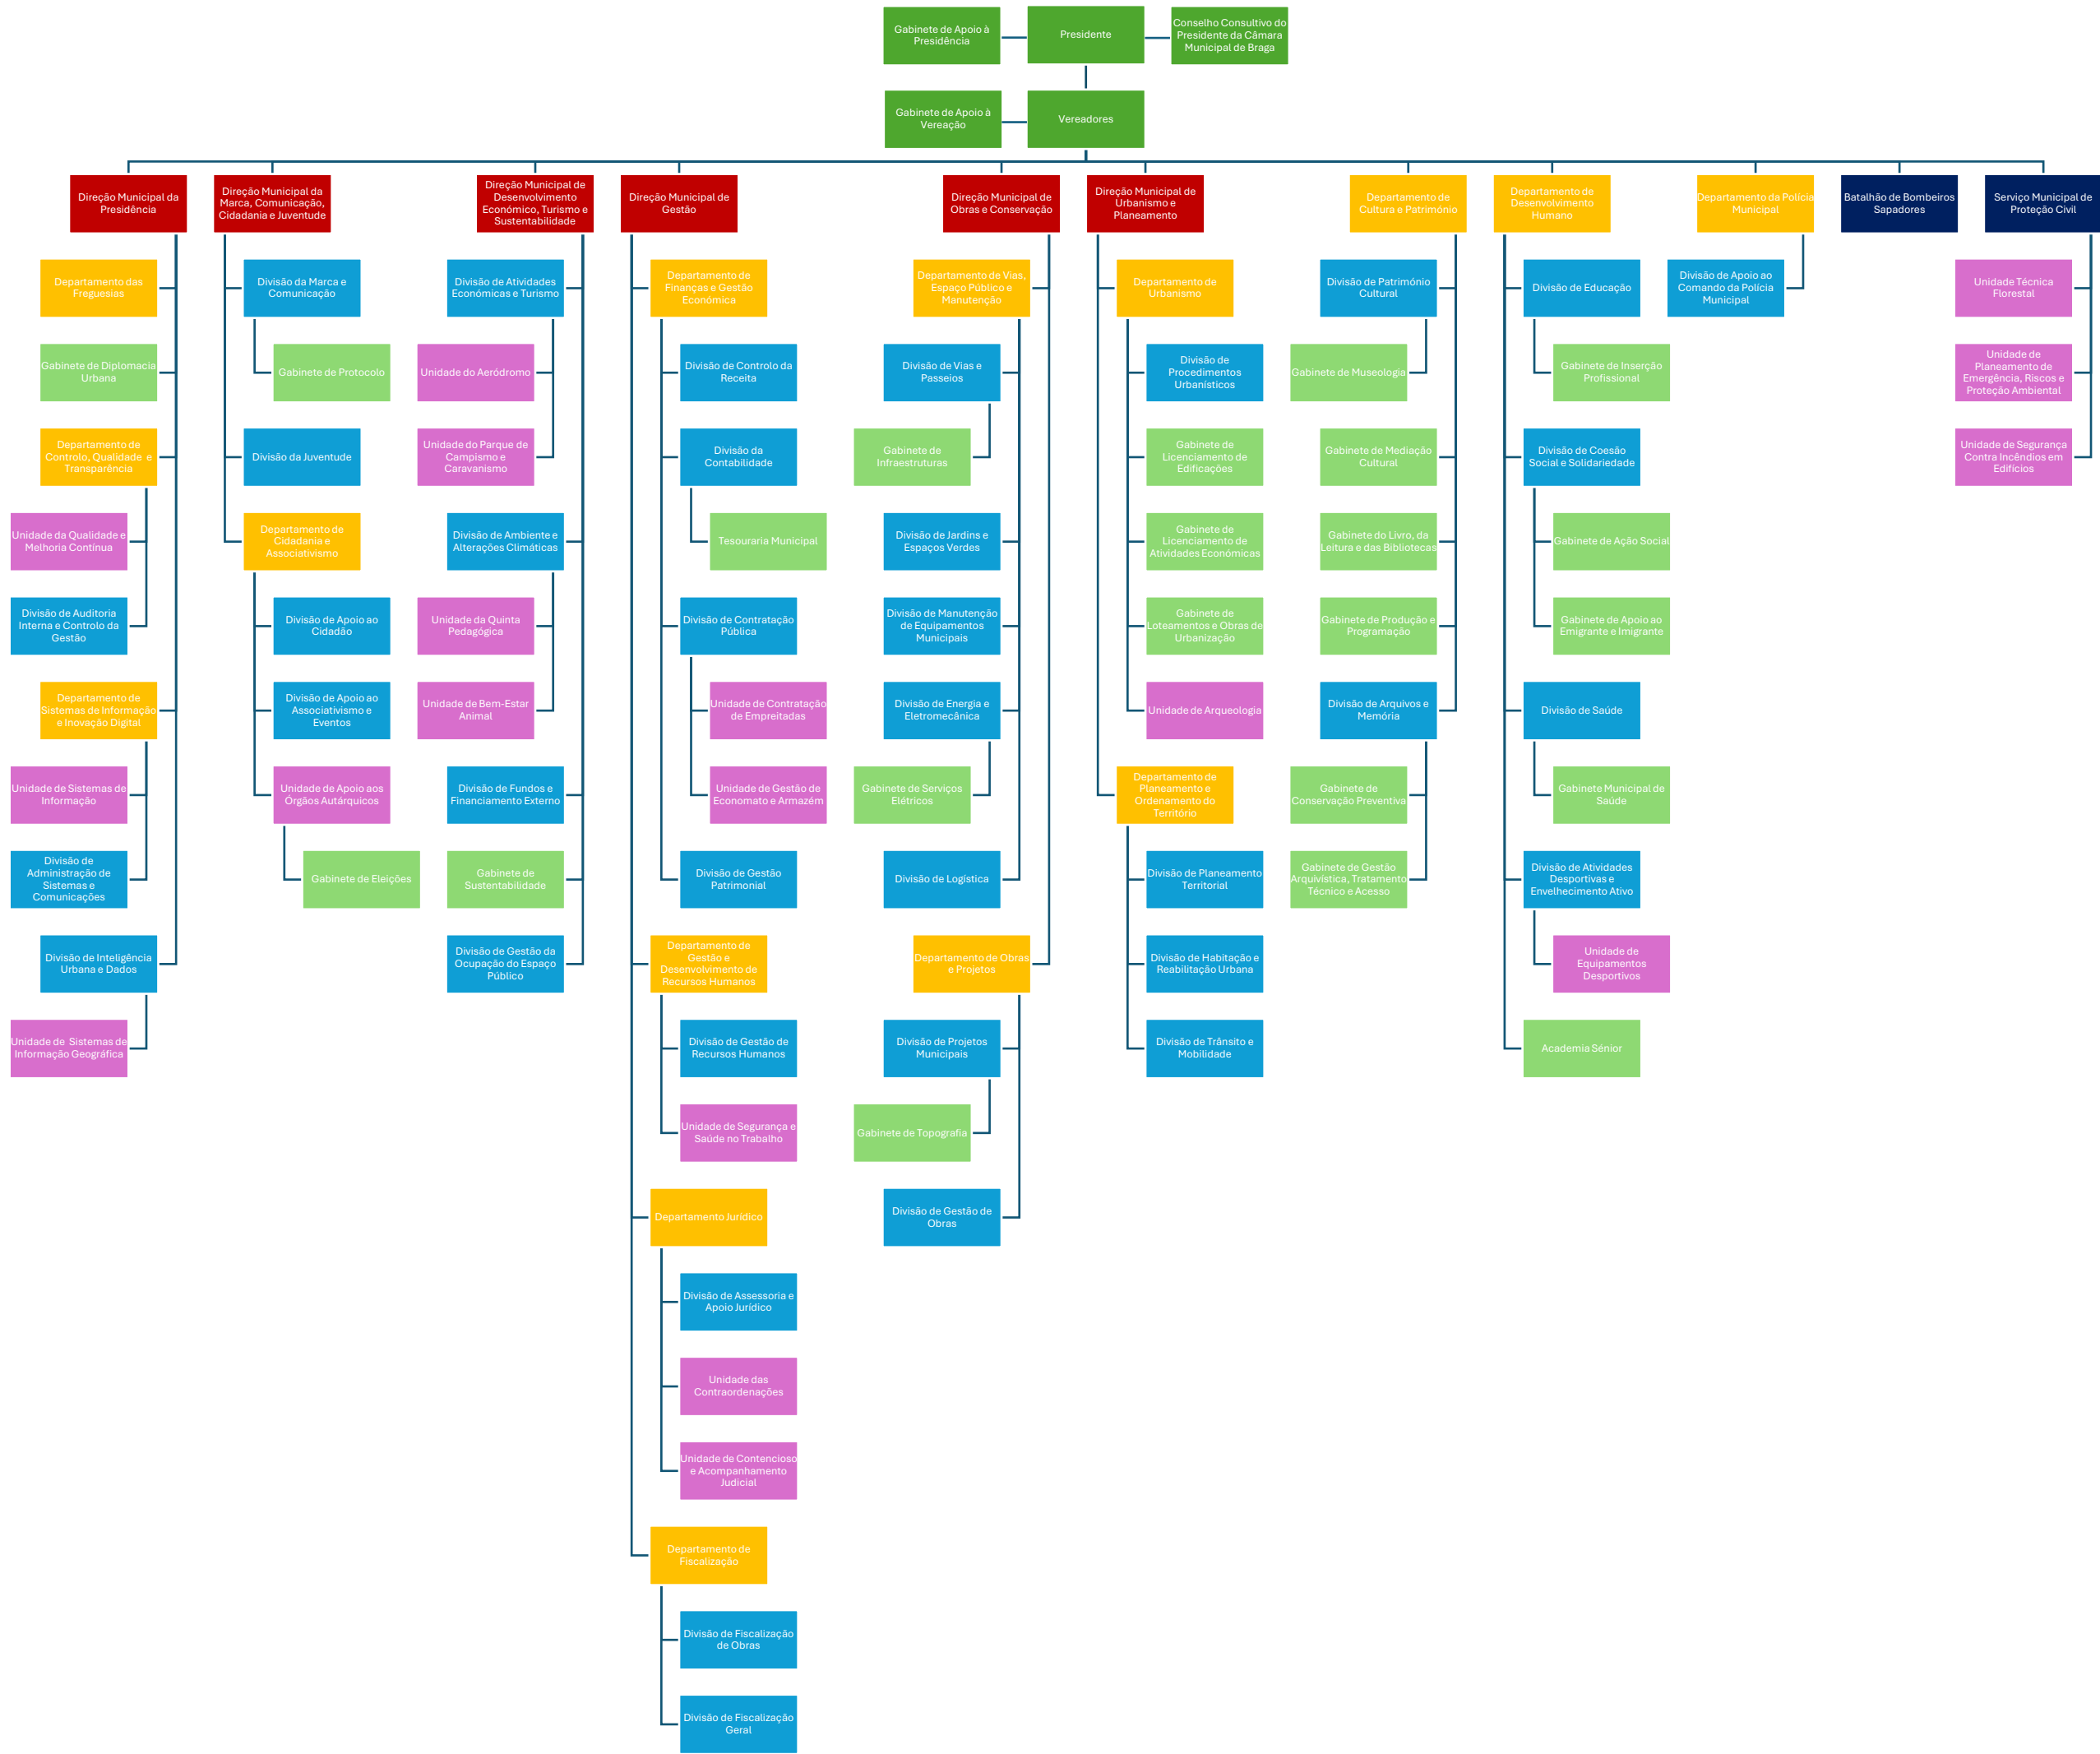 Gabinete de Apoio à
Presidência
Presidente
Conselho Consultivo do
Presidente da Câmara
Municipal de Braga
Gabinete de Apoio à
Vereação
Vereadores
Direção Municipal da
Presidência
Departamento das
Freguesias
Gabinete de Diplomacia
Urbana
Departamento de
Controlo, Qualidade e
Transparência
Unidade da Qualidade e
Melhoria Contínua
Divisão de Auditoria
Interna e Controlo da
Gestão
Departamento de
Sistemas de Informação
e Inovação Digital
Unidade de Sistemas de
Informação
Divisão de
Administração de
Sistemas e
Comunicações
Divisão de Inteligência
Urbana e Dados
Unidade de Sistemas de
Informação Geográfica
Direção Municipal da
Marca, Comunicação,
Cidadania e Juventude
Divisão da Marca e
Comunicação
Gabinete de Protocolo
Divisão da Juventude
Departamento de
Cidadania e
Associativismo
Divisão de Apoio ao
Cidadão
Divisão de Apoio ao
Associativismo e
Eventos
Unidade de Apoio aos
Órgãos Autárquicos
Gabinete de Eleições
Direção Municipal de
Desenvolvimento
Económico, Turismo e
Sustentabilidade
Divisão de Atividades
Económicas e Turismo
Unidade do Aeródromo
Unidade do Parque de
Campismo e
Caravanismo
Divisão de Ambiente e
Alterações Climáticas
Unidade da Quinta
Pedagógica
Unidade de Bem-Estar
Animal
Divisão de Fundos e
Financiamento Externo
Gabinete de
Sustentabilidade
Divisão de Gestão da
Ocupação do Espaço
Público
Direção Municipal de
Gestão
Departamento de
Finanças e Gestão
Económica
Divisão de Controlo da
Receita
Divisão da
Contabilidade
Tesouraria Municipal
Divisão de Contratação
Pública
Unidade de Contratação
de Empreitadas
Unidade de Gestão de
Economato e Armazém
Divisão de Gestão
Patrimonial
Departamento de
Gestão e
Desenvolvimento de
Recursos Humanos
Divisão de Gestão de
Recursos Humanos
Unidade de Segurança e
Saúde no Trabalho
Departamento Jurídico
Divisão de Assessoria e
Apoio Jurídico
Unidade das
Contraordenações
Unidade de Contencioso
e Acompanhamento
Judicial
Departamento de
Fiscalização
Divisão de Fiscalização
de Obras
Divisão de Fiscalização
Geral
Direção Municipal de
Obras e Conservação
Departamento de Vias,
Espaço Público e
Manutenção
Divisão de Vias e
Passeios
Gabinete de
Infraestruturas
Divisão de Jardins e
Espaços Verdes
Divisão de Manutenção
de Equipamentos
Municipais
Divisão de Energia e
Eletromecânica
Gabinete de Serviços
Elétricos
Divisão de Logística
Departamento de Obras
e Projetos
Divisão de Projetos
Municipais
Gabinete de Topografia
Divisão de Gestão de
Obras
Direção Municipal de
Urbanismo e
Planeamento
Departamento de
Urbanismo
Divisão de
Procedimentos
Urbanísticos
Gabinete de
Licenciamento de
Edificações
Gabinete de
Licenciamento de
Atividades Económicas
Gabinete de
Loteamentos e Obras de
Urbanização
Unidade de Arqueologia
Departamento de
Planeamento e
Ordenamento do
Território
Divisão de Planeamento
Territorial
Divisão de Habitação e
Reabilitação Urbana
Divisão de Trânsito e
Mobilidade
Departamento de
Cultura e Património
Divisão de Património
Cultural
Gabinete de Museologia
Gabinete de Mediação
Cultural
Gabinete do Livro, da
Leitura e das Bibliotecas
Gabinete de Produção e
Programação
Divisão de Arquivos e
Memória
Gabinete de
Conservação Preventiva
Gabinete de Gestão
Arquivística, Tratamento
Técnico e Acesso
Departamento de
Desenvolvimento
Humano
Divisão de Educação
Gabinete de Inserção
Profissional
Divisão de Coesão
Social e Solidariedade
Gabinete de Ação Social
Gabinete de Apoio ao
Emigrante e Imigrante
Divisão de Saúde
Gabinete Municipal de
Saúde
Divisão de Atividades
Desportivas e
Envelhecimento Ativo
Unidade de
Equipamentos
Desportivos
Academia Sénior
Departamento da Polícia
Municipal
Divisão de Apoio ao
Comando da Polícia
Municipal
Batalhão de Bombeiros
Sapadores
Serviço Municipal de
Proteção Civil
Unidade Técnica
Florestal
Unidade de
Planeamento de
Emergência, Riscos e
Proteção Ambiental
Unidade de Segurança
Contra Incêndios em
Edifícios